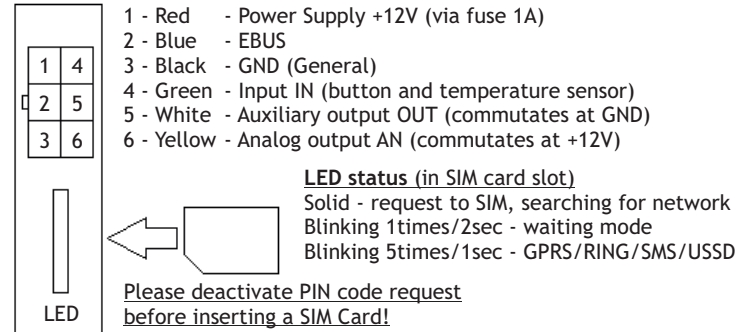 1 - Red - Power Supply +12V (via fuse 1A)
2 - Blue - EBUS
3 - Black - GND (General)
4 - Green - Input IN (button and temperature sensor)
5 - White - Auxiliary output OUT (commutates at GND)
6 - Yellow - Analog output AN (commutates at +12V)
1 4
2 5
3 6
LED status (in SIM card slot)
Solid - request to SIM, searching for network
Blinking 1times/2sec - waiting mode
Blinking 5times/1sec - GPRS/RING/SMS/USSD
Please deactivate PIN code request
before inserting a SIM Card!
LED